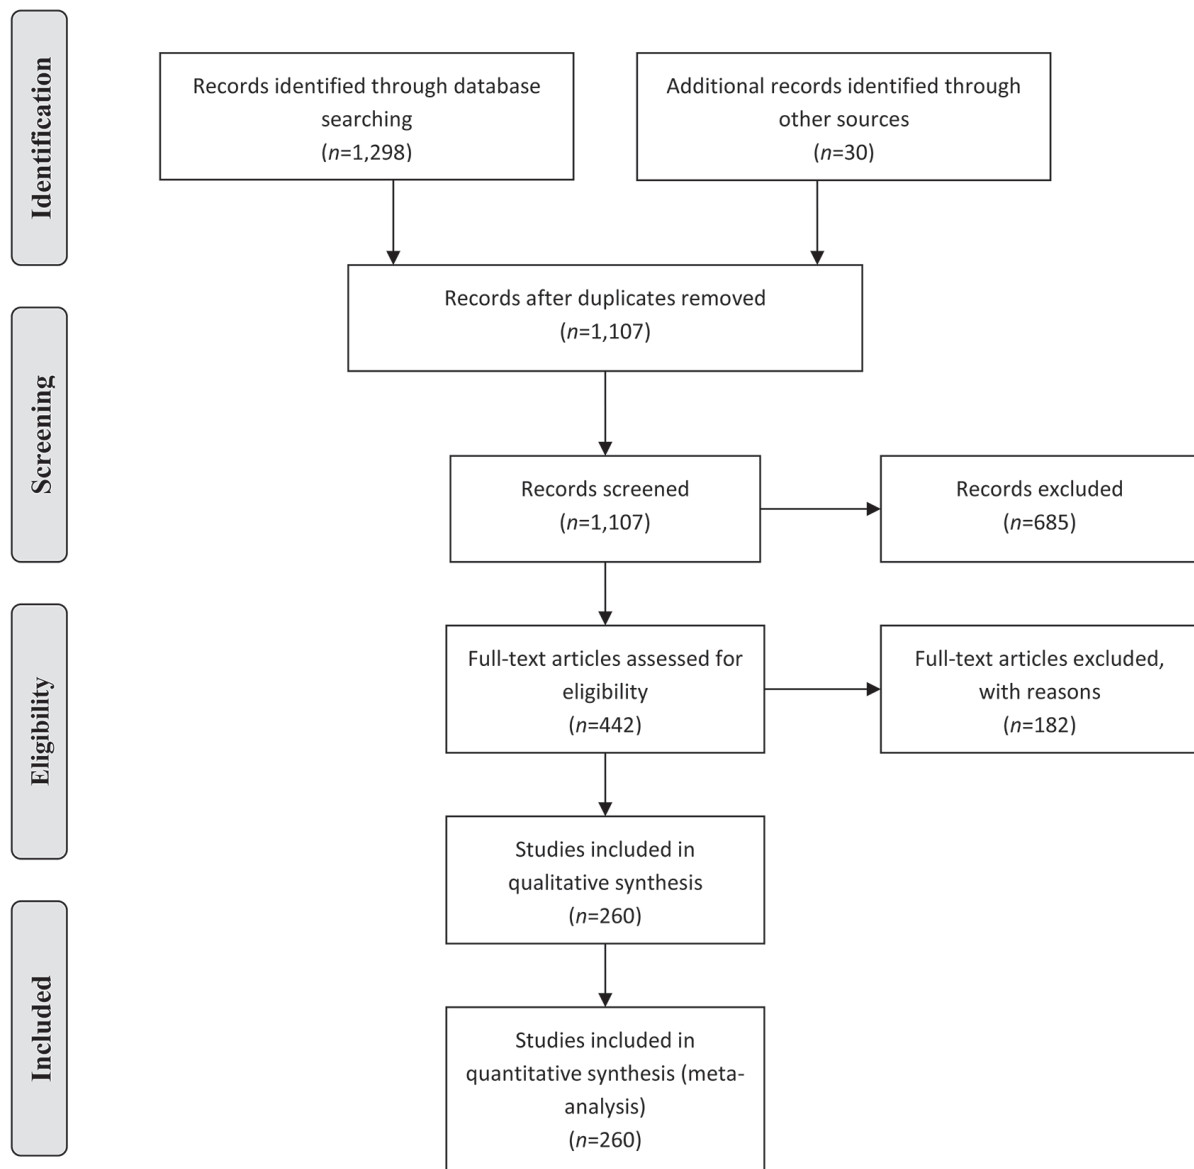 Identification
Records identified through database
searching
(n=1,298)
Additional records identified through
other sources
(n=30)
Records after duplicates removed
(n=1,107)
Screening
Records screened
(n=1,107)
Records excluded
(n=685)
Eligibility
Full-text articles assessed for
eligibility
(n=442)
Full-text articles excluded,
with reasons
(n=182)
Studies included in
qualitative synthesis
(n=260)
Included
Studies included in
quantitative synthesis (meta-
analysis)
(n=260)